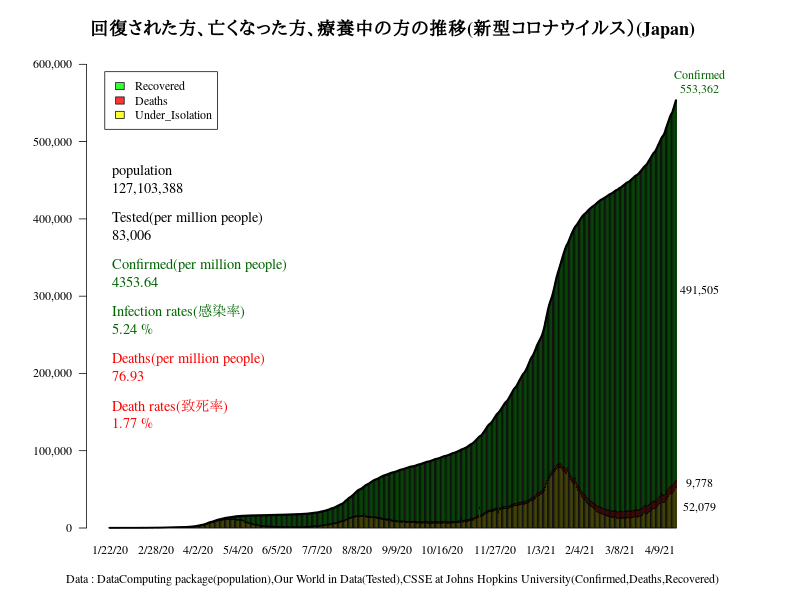 回復された方、亡くなった方、療養中の方の推移(新型コロナウイルス)(Japan)
600,000
500,000
400,000
300,000
200,000
100,000
0
Recovered
Deaths
Under_Isolation
population
127,103,388
Tested(per million people)
83,006
Confirmed(per million people)
4353.64
Infection rates(感染率)
5.24 %
Deaths(per million people)
76.93
Death rates(致死率)
1.77 %
Confirmed
553,362
491,505
9,778
52,079
1/22/20 2/28/20 4/2/20 5/4/20 6/5/20 7/7/20 8/8/20 9/9/20 10/16/20 11/27/20 1/3/21 2/4/21 3/8/21 4/9/21
Data : DataComputing package(population),Our World in Data(Tested),CSSE at Johns Hopkins University(Confirmed,Deaths,Recovered)